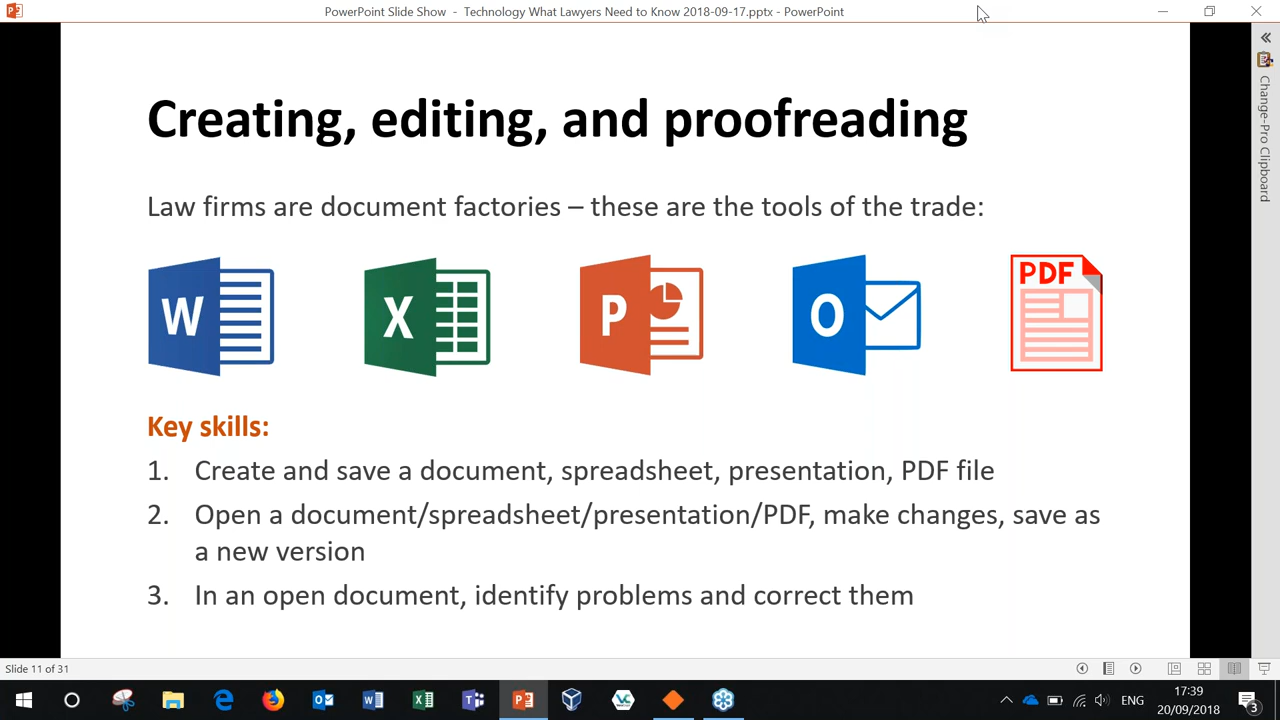 PowerPoint Slide Show - Technology What Lawyers Need to Know 2018-09-17.pptx - PowerPoint
Creating, editing, and proofreading
Law firms are document factories – these are the tools of the trade:
W
X
P
O
PDF
Key skills:
1. Create and save a document, spreadsheet, presentation, PDF file
2. Open a document/spreadsheet/presentation/PDF, make changes, save as
a new version
3. In an open document, identify problems and correct them
Change-Pro Clipboard
Slide 11 of 31
ENG
17:39
20/09/2018
3